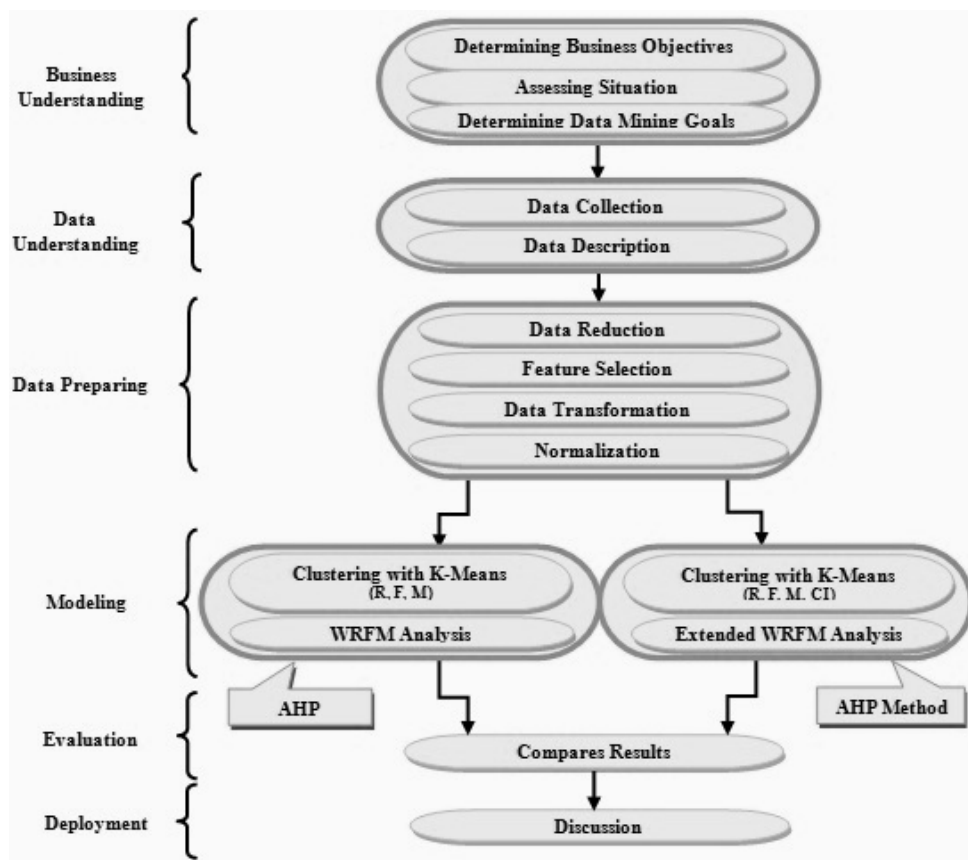 Business
Understanding
Determining Business Objectives
Assessing Situation
Determining Data Mining Goals
Data
Understanding
Data Collection
Data Description
Data Preparing
Data Reduction
Feature Selection
Data Transformation
Normalization
Modeling
Clustering with K-Means
(R, F, M)
WRFM Analysis
AHP
Clustering with K-Means
(R, F, M, CI)
Extended WRFM Analysis
AHP Method
Evaluation
Compares Results
Deployment
Discussion